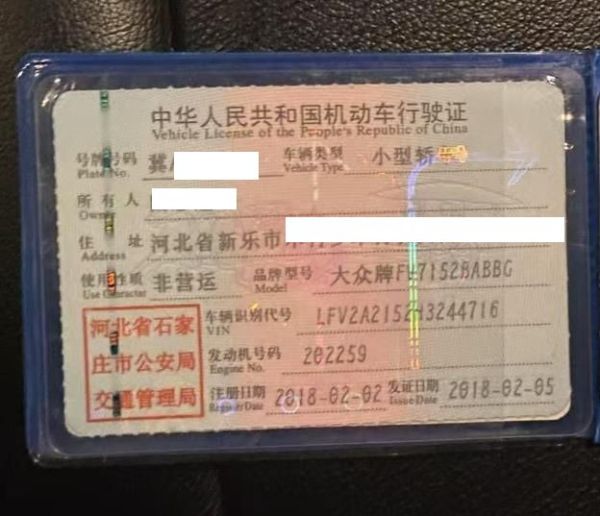 中华人民共和国机动车行驶证
Vehicle License of the People's Republic of China
号牌号码 冀A 车辆类型 小型轿车
Plate No. Vehicle Type
所有人
Owner
住址 河北省新乐市
Address
使用性质 非营运 品牌型号 大众牌FV7152BABBG
Use Character Model
河北省石家
庄市公安局
交通管理局
车辆识别代号 LFV2A2152
VIN
发动机号码 202259
Engine No.
注册日期 2018-02-02 发证日期 2018-02-05
Register Date Issue Date